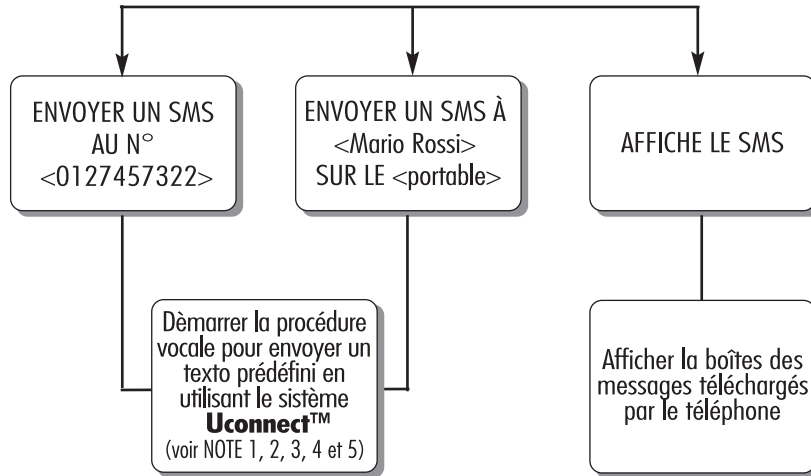 ENVOYER UN SMS
AU N°
<0127457322>
ENVOYER UN SMS À
<Mario Rossi>
SUR LE <portable>
AFFICHE LE SMS
Dèmarrer la procédure
vocale pour envoyer un
texto prédéfini en
utilisant le sistème
Uconnect™
(voir NOTE 1, 2, 3, 4 et 5)
Afficher la boîtes des
messages téléchargés
par le téléphone